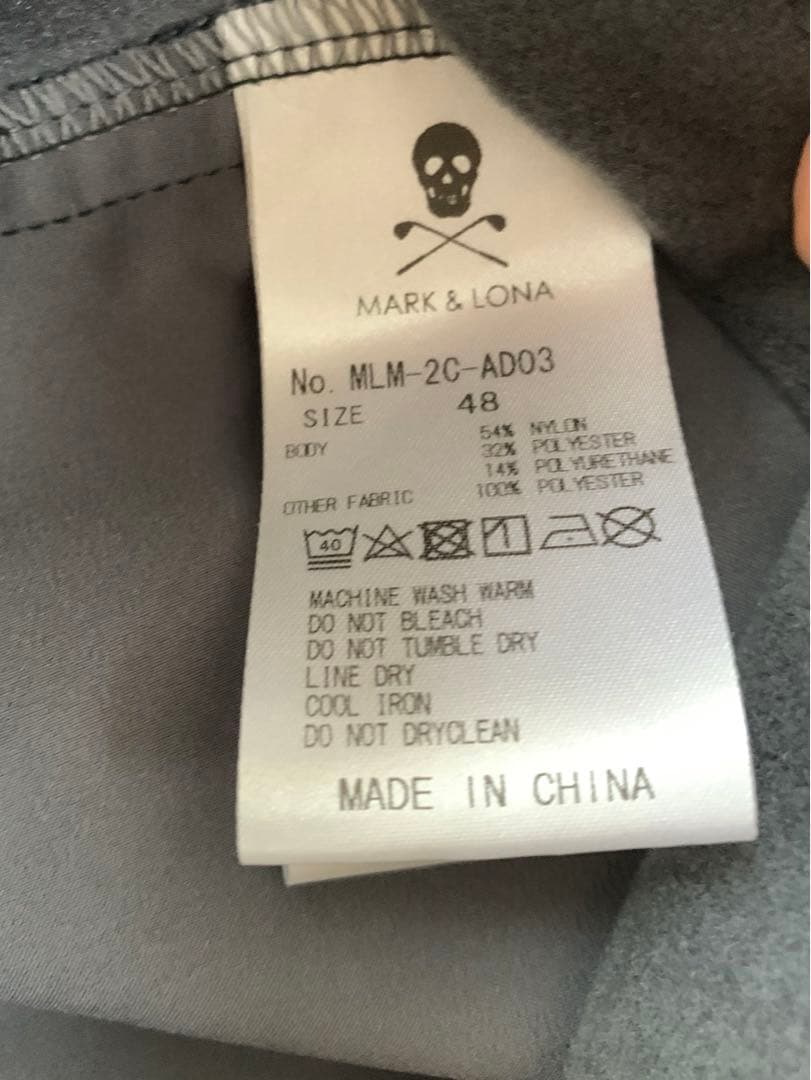 MARK & LONA
No. MLM-2C-AD03
SIZE 48
BODY 54% NYLON
32% POLYESTER
14% POLYURETHANE
OTHER FABRIC 100% POLYESTER
40
MACHINE WASH WARM
DO NOT BLEACH
DO NOT TUMBLE DRY
LINE DRY
COOL IRON
DO NOT DRYCLEAN
MADE IN CHINA